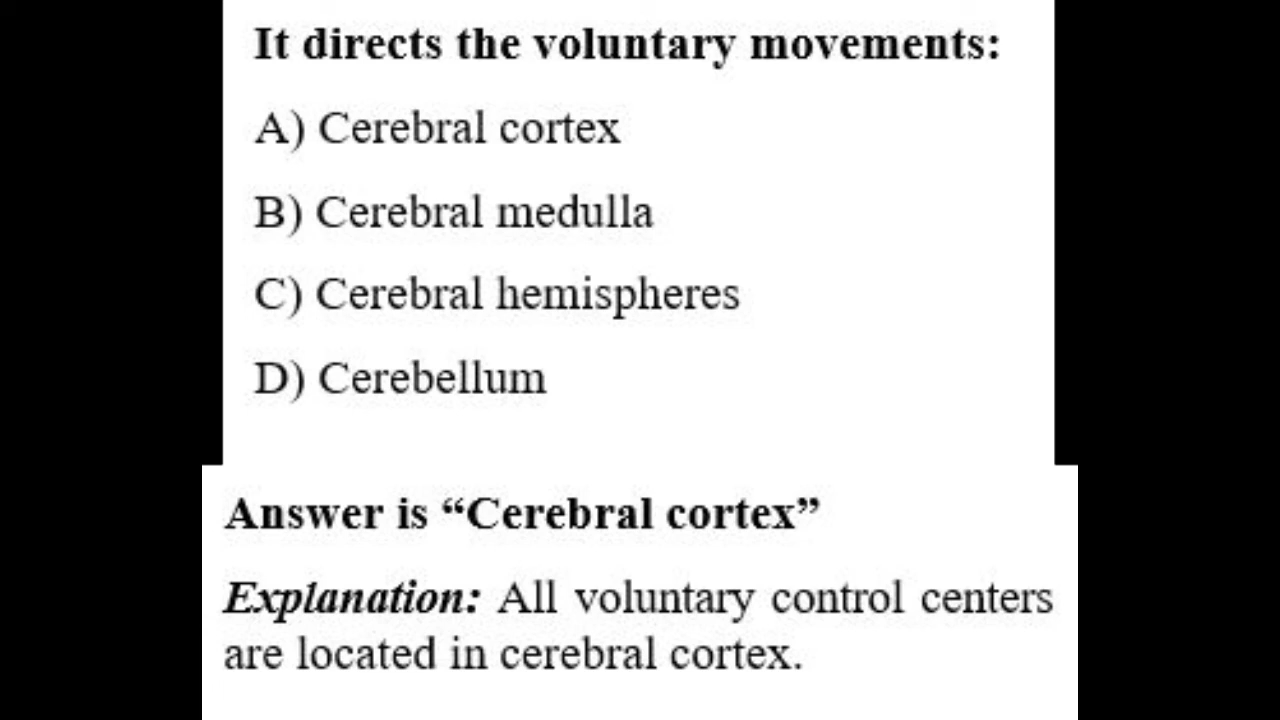 It directs the voluntary movements:
A) Cerebral cortex
B) Cerebral medulla
C) Cerebral hemispheres
D) Cerebellum
Answer is “Cerebral cortex”
Explanation: All voluntary control centers
are located in cerebral cortex.